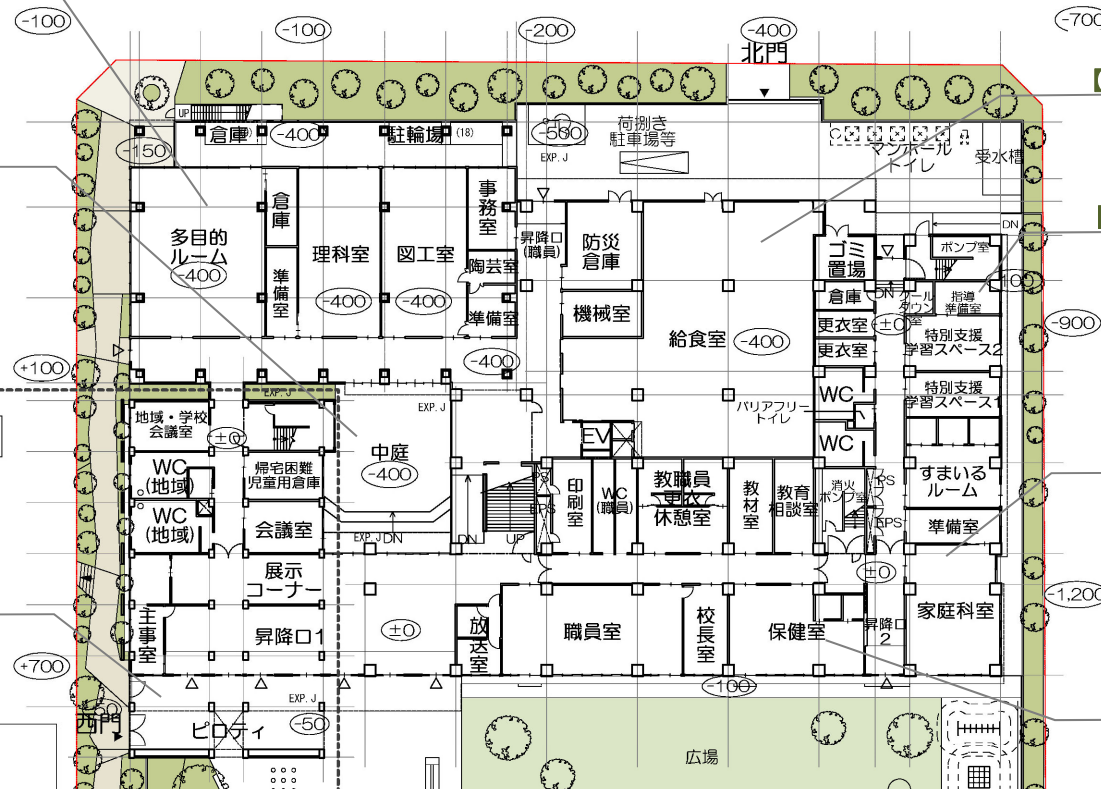 -100
-100
-200
-400
-700
北門
UP
倉庫
-400
駐輪場 (18)
-500
荷捌き
駐車場等
マンホール
トイレ
受水槽
-150
EXP. J
DN
多目的
ルーム
-400
倉庫
準備室
理科室
-400
図工室
-400
事務室
陶芸室
準備室
昇降口
(職員)
防災
倉庫
機械室
給食室
-400
ゴミ
置場
倉庫
更衣室
更衣室
WC
WC
バリアフリー
トイレ
DN
±0
ポンプ室
クール
ダウン
室
指導
準備室
-100
特別支援
学習スペース2
特別支援
学習スペース1
-900
+100
-400
EXP. J
EXP. J
地域・学校
会議室
±0
WC
(地域)
WC
(地域)
帰宅困難
児童用倉庫
会議室
中庭
-400
EXP. J
DN
DN
UP
EV
PS
EPS
印刷室
WC
(職員)
教職員
更衣
休憩室
教材室
教育
相談室
消火
ポンプ室
PS
EPS
すまいる
ルーム
準備室
展示
コーナー
主事室
昇降口1
±0
放送室
職員室
校長室
保健室
±0
昇降口
2
家庭科室
-1,200
+700
EXP. J
-50
-100
西門
ピロティ
広場